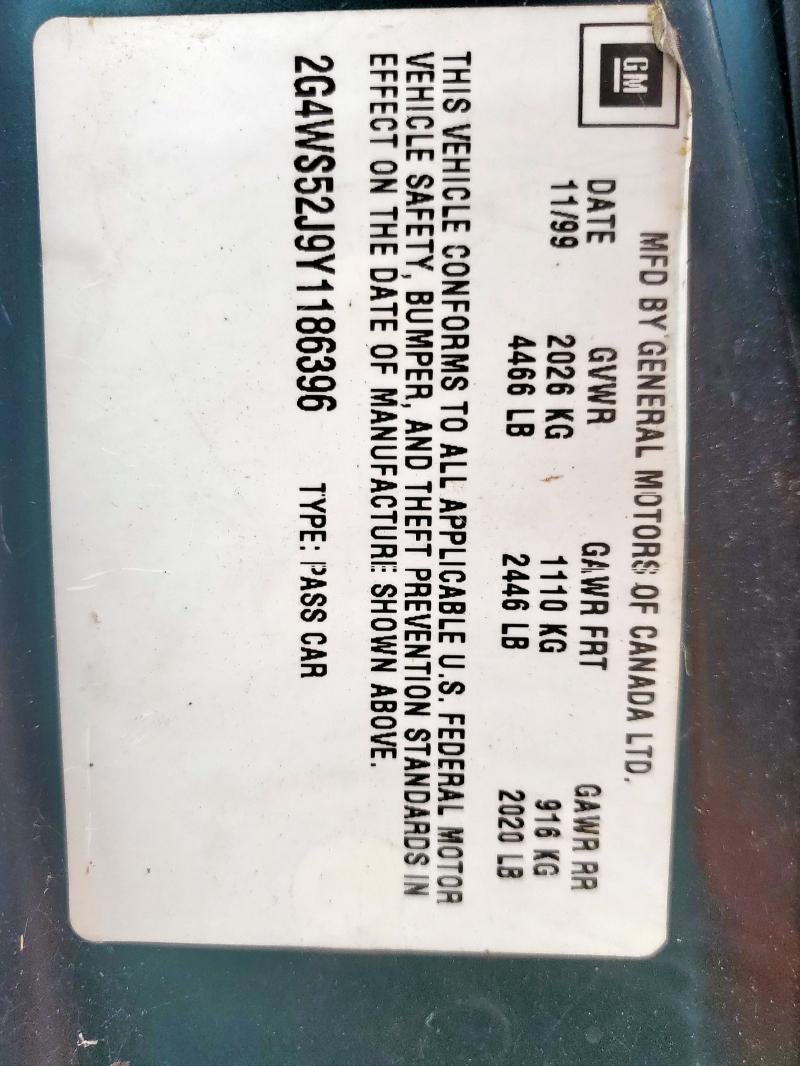 GM
MFD BY GENERAL MOTORS OF CANADA LTD.
DATE GVWR GAWR FRT GAWR RR
11/99 2026 KG 1110 KG 916 KG
4466 LB 2446 LB 2020 LB
THIS VEHICLE CONFORMS TO ALL APPLICABLE U.S. FEDERAL MOTOR
VEHICLE SAFETY, BUMPER, AND THEFT PREVENTION STANDARDS IN
EFFECT ON THE DATE OF MANUFACTURE SHOWN ABOVE.
2G4WS52J9Y1186396 TYPE: PASS CAR